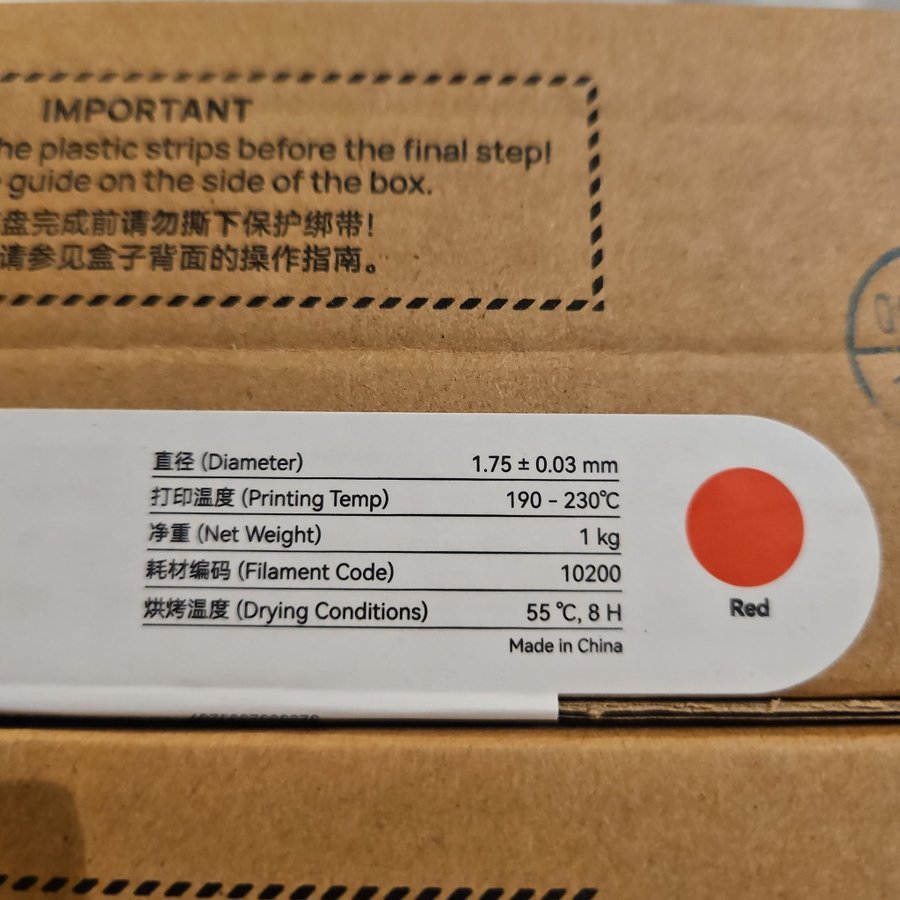 IMPORTANT
the plastic strips before the final step!
guide on the side of the box.
盘完成前请勿撕下保护绑带!
请参见盒子背面的操作指南。
直径 (Diameter) 1.75 ± 0.03 mm
打印温度 (Printing Temp) 190 - 230℃
净重 (Net Weight) 1 kg
耗材编码 (Filament Code) 10200
烘烤温度 (Drying Conditions) 55 ℃, 8 H
Made in China
Red